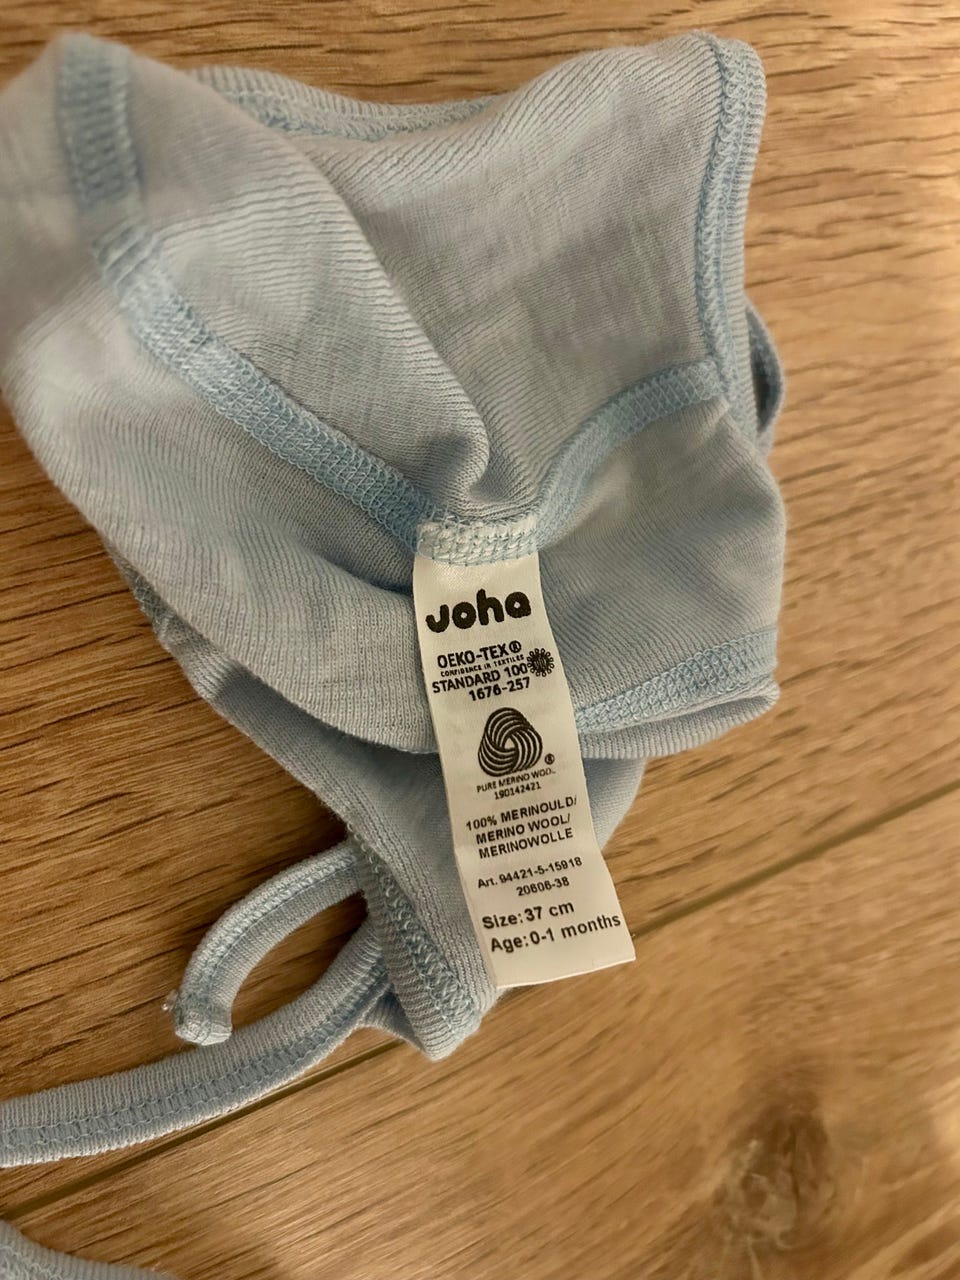 Joha
OEKO-TEX®
CONFIDENCE IN TEXTILES
STANDARD 100
1676-257
PURE MERINO WOOL
190142421
100% MERINOULD/
MERINO WOOL/
MERINOWOLLE
Art. 94421-5-15918
20606-38
Size: 37 cm
Age: 0-1 months